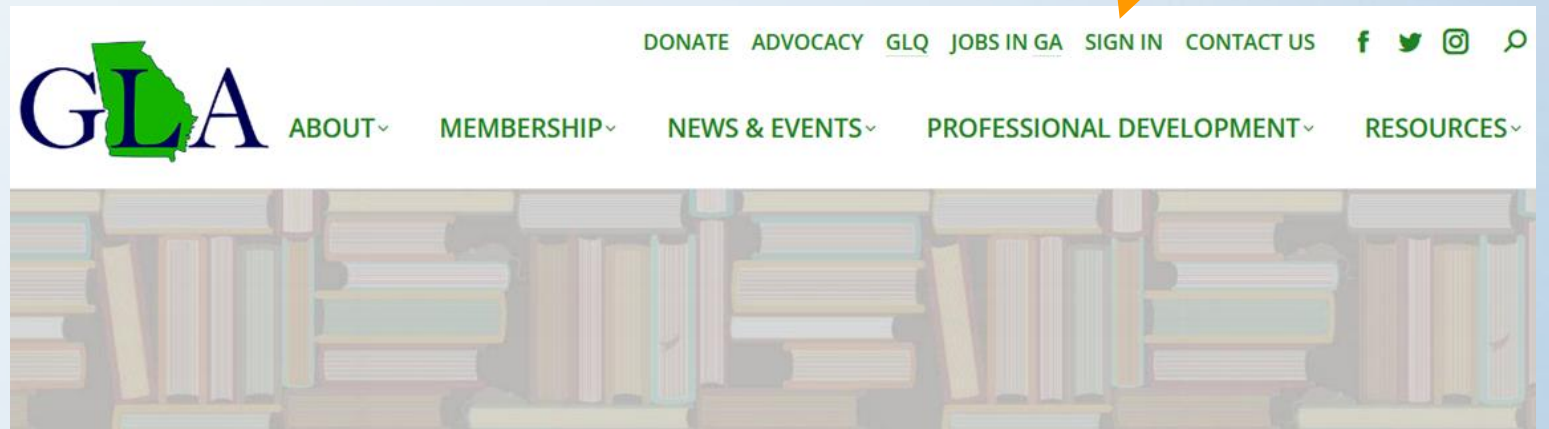 DONATE ADVOCACY GLQ JOBS IN GA SIGN IN CONTACT US
GLA
ABOUT MEMBERSHIP NEWS & EVENTS PROFESSIONAL DEVELOPMENT RESOURCES